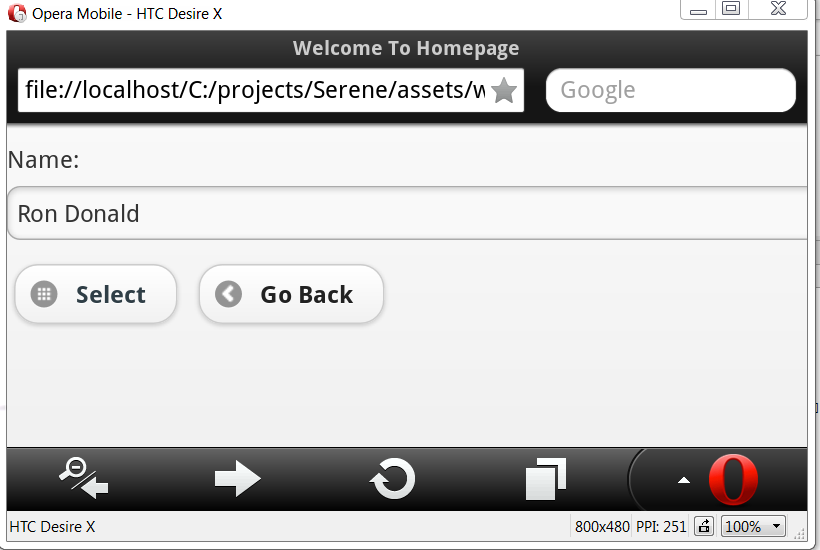 Opera Mobile - HTC Desire X
Welcome To Homepage
file://localhost/C:/projects/Serene/assets/w
Google
Name:
Ron Donald
Select
Go Back
HTC Desire X
800x480
PPI: 251
100%